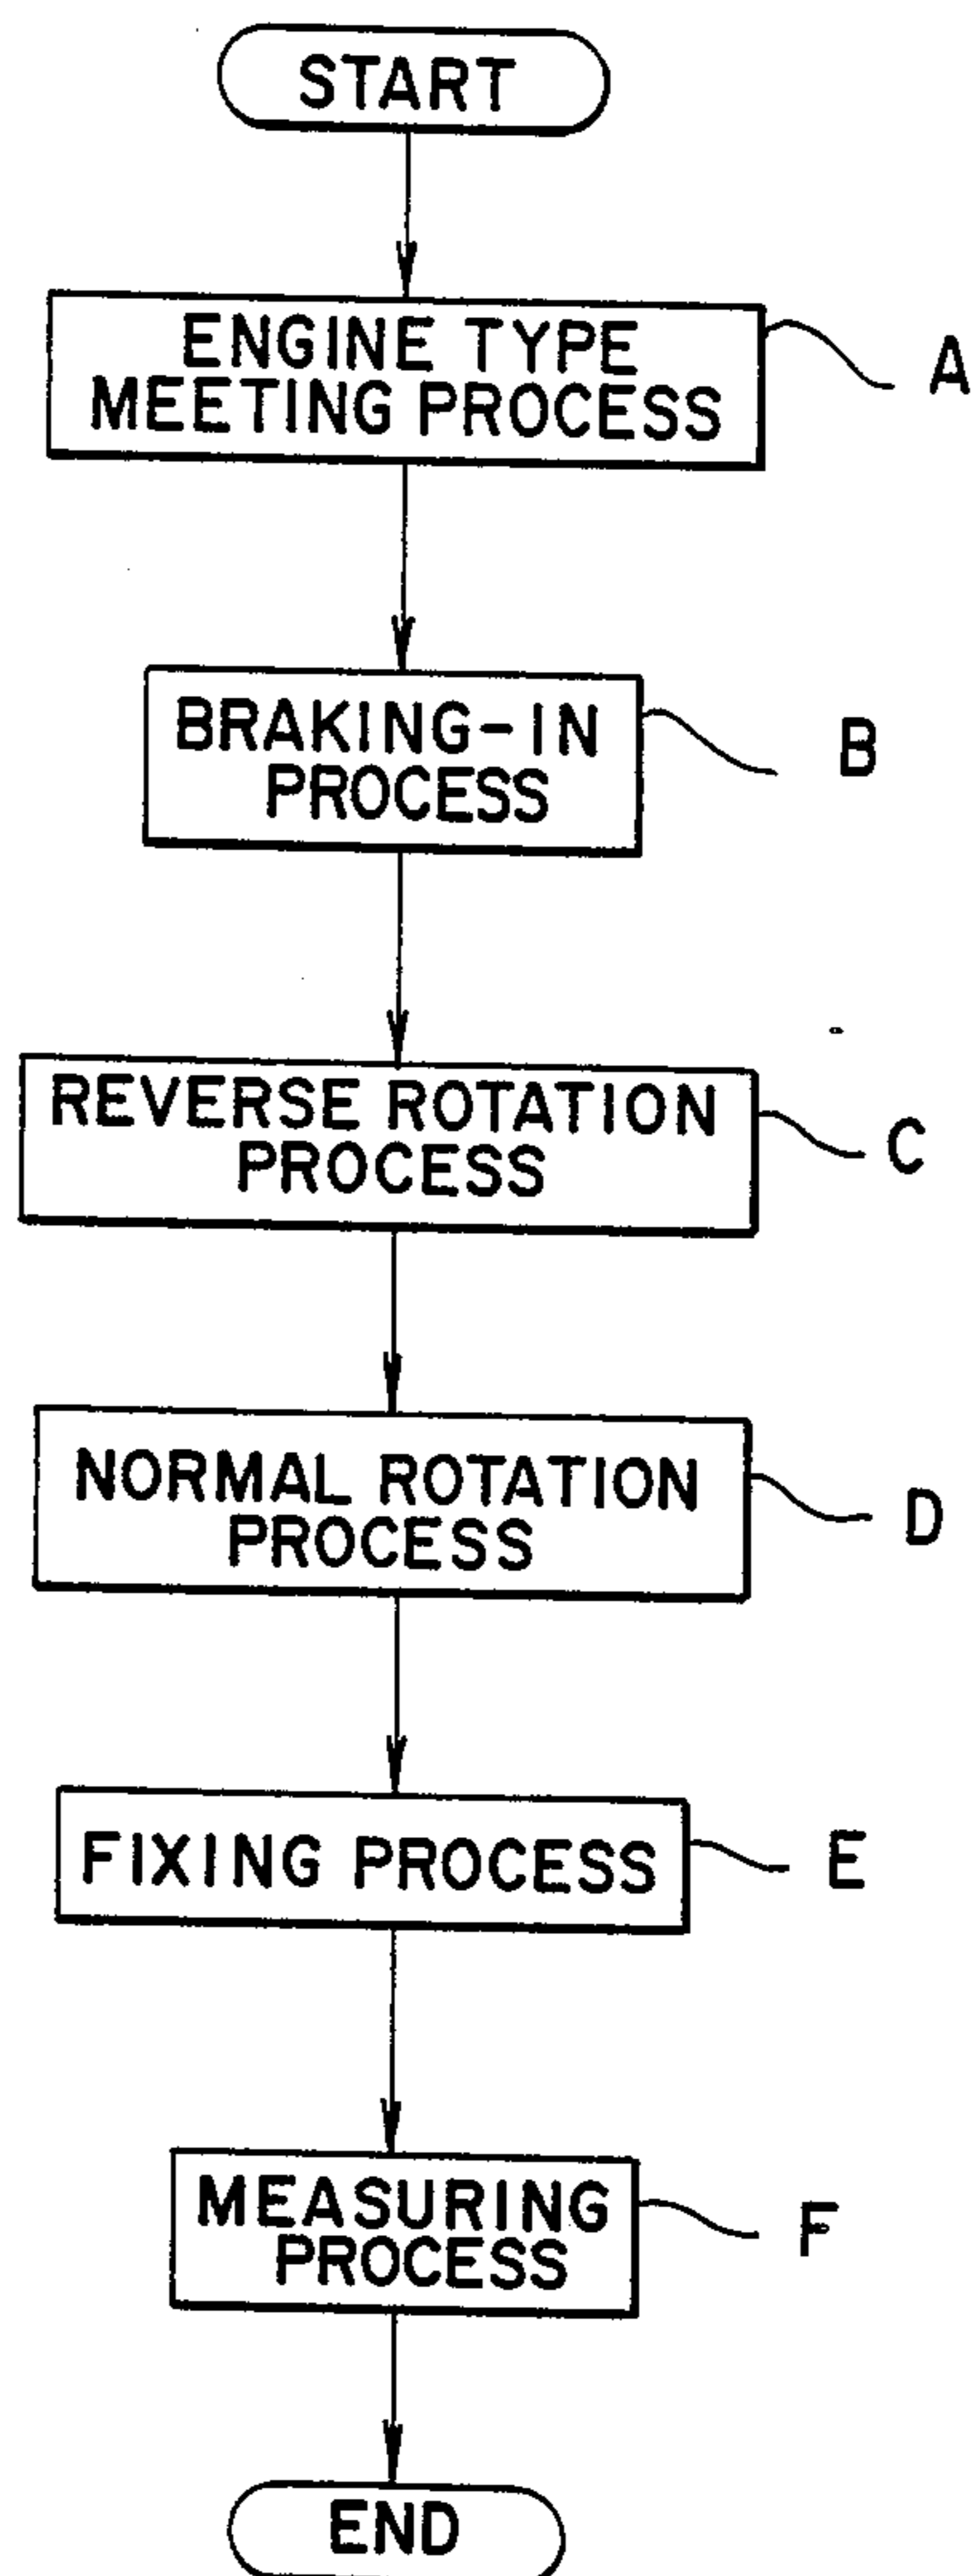 START
ENGINE TYPE
MEETING PROCESS
A
BRAKING-IN
PROCESS
B
REVERSE ROTATION
PROCESS
C
NORMAL ROTATION
PROCESS
D
FIXING PROCESS
E
MEASURING
PROCESS
F
END